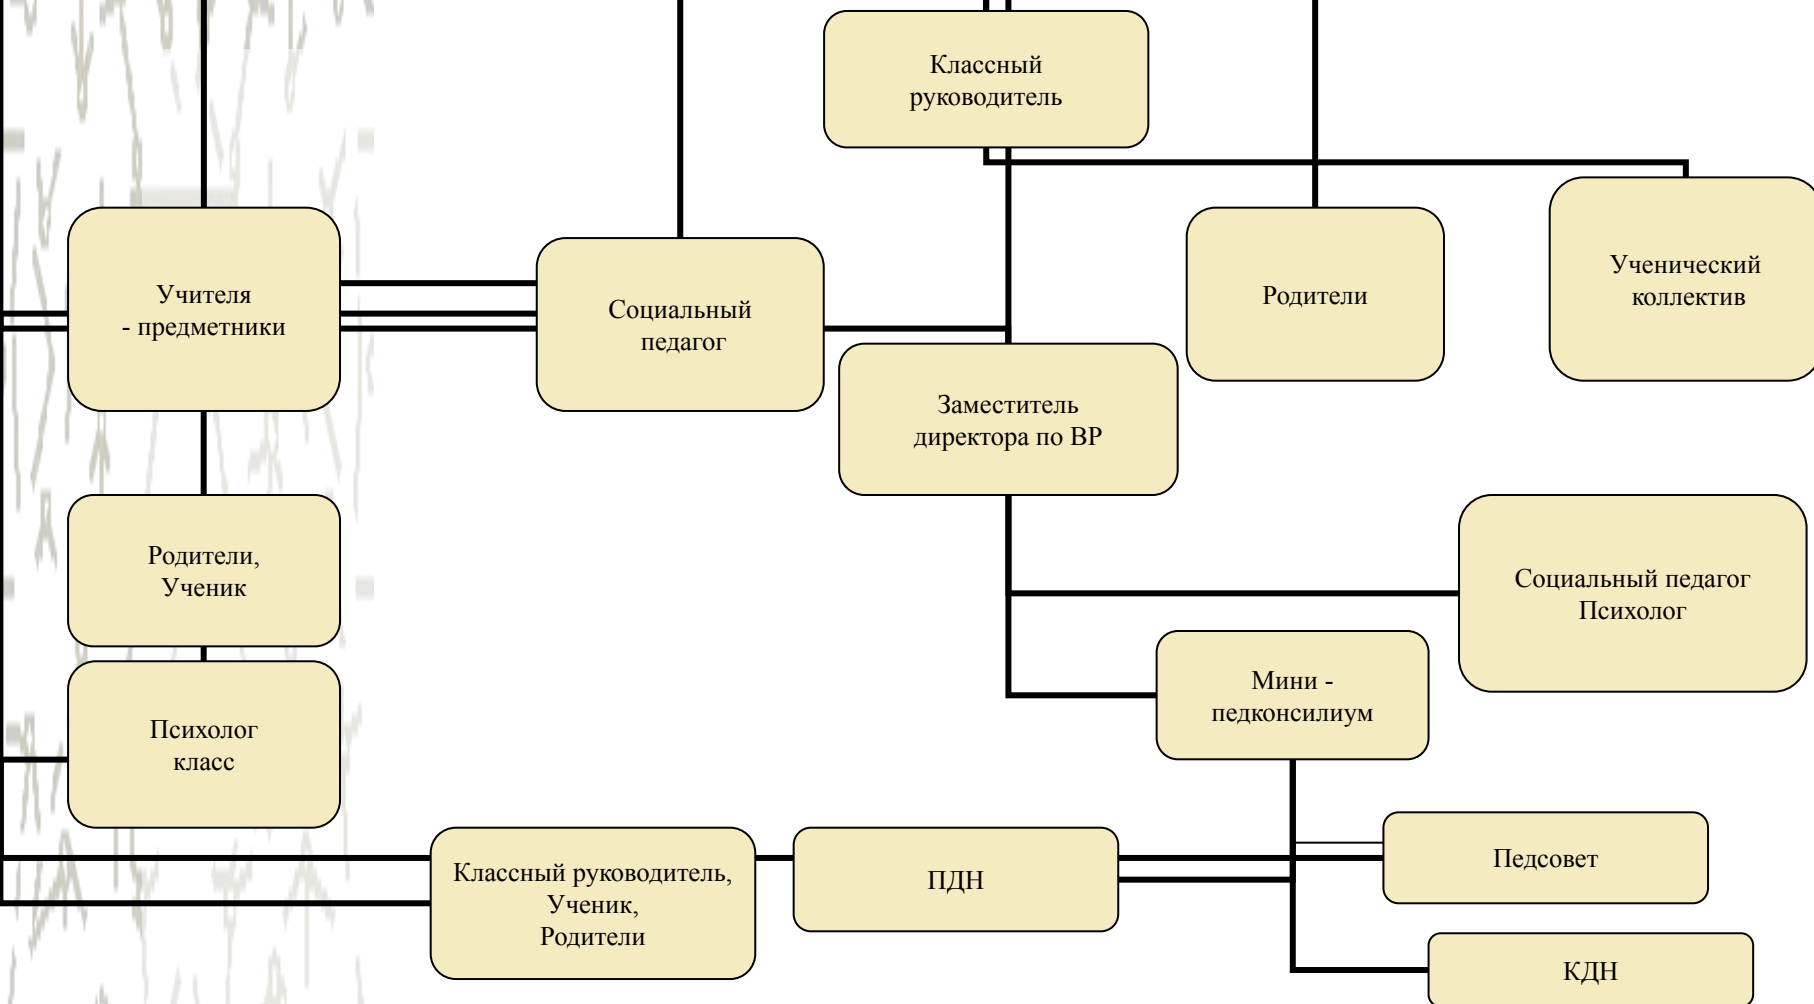 Классный
руководитель
Учителя
- предметники
Социальный
педагог
Родители
Ученический
коллектив
Заместитель
директора по ВР
Родители,
Ученик
Социальный педагог
Психолог
Мини -
педконсилиум
Психолог
класс
Классный руководитель,
Ученик,
Родители
ПДН
Педсовет
КДН